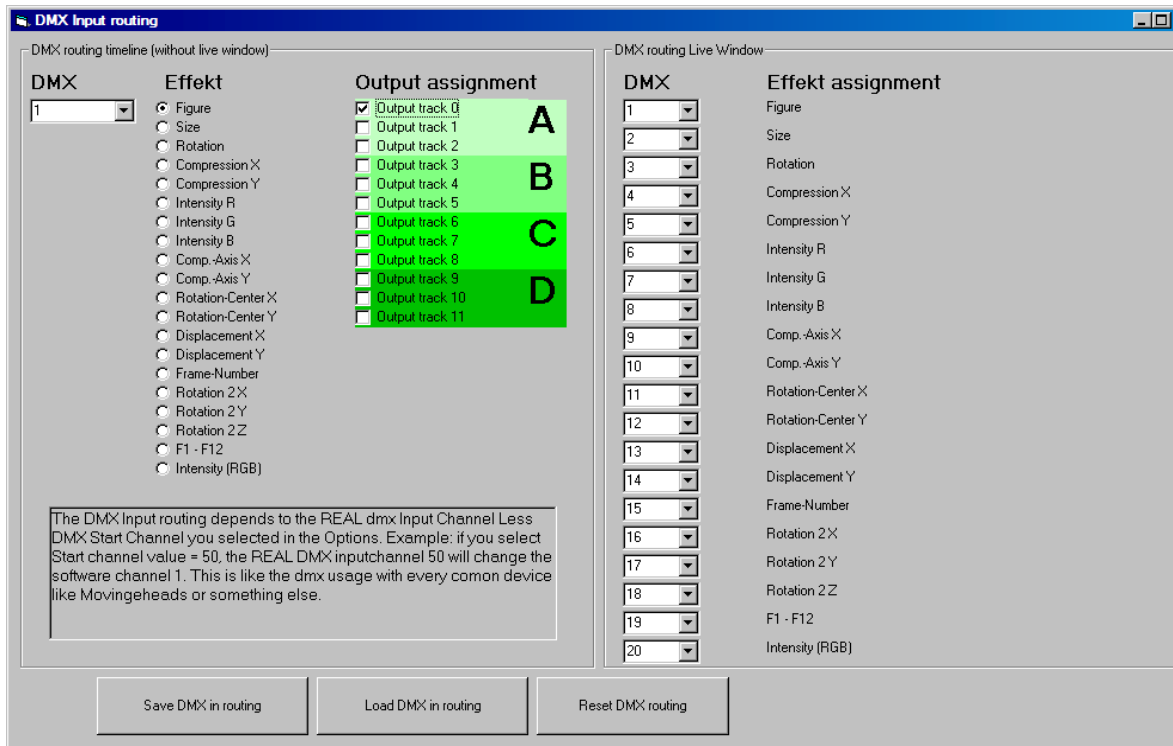 DMX Input routing
DMX routing timeline (without live window)
DMX
Effekt
Output assignment
1
Figure
Size
Rotation
Compression X
Compression Y
Intensity R
Intensity G
Intensity B
Comp.-Axis X
Comp.-Axis Y
Rotation-Center X
Rotation-Center Y
Displacement X
Displacement Y
Frame-Number
Rotation 2 X
Rotation 2 Y
Rotation 2 Z
F1 - F12
Intensity (RGB)
Output track 0
Output track 1
Output track 2
A
Output track 3
Output track 4
Output track 5
B
Output track 6
Output track 7
Output track 8
C
Output track 9
Output track 10
Output track 11
D
The DMX Input routing depends to the REAL dmx Input Channel Less
DMX Start Channel you selected in the Options. Example: if you select
Start channel value = 50, the REAL DMX inputchannel 50 will change the
software channel 1. This is like the dmx usage with every comon device
like Movingeheads or something else.
DMX routing Live Window
DMX Effekt assignment
1 Figure
2 Size
3 Rotation
4 Compression X
5 Compression Y
6 Intensity R
7 Intensity G
8 Intensity B
9 Comp.-Axis X
10 Comp.-Axis Y
11 Rotation-Center X
12 Rotation-Center Y
13 Displacement X
14 Displacement Y
15 Frame-Number
16 Rotation 2 X
17 Rotation 2 Y
18 Rotation 2 Z
19 F1 - F12
20 Intensity (RGB)
Save DMX in routing
Load DMX in routing
Reset DMX routing